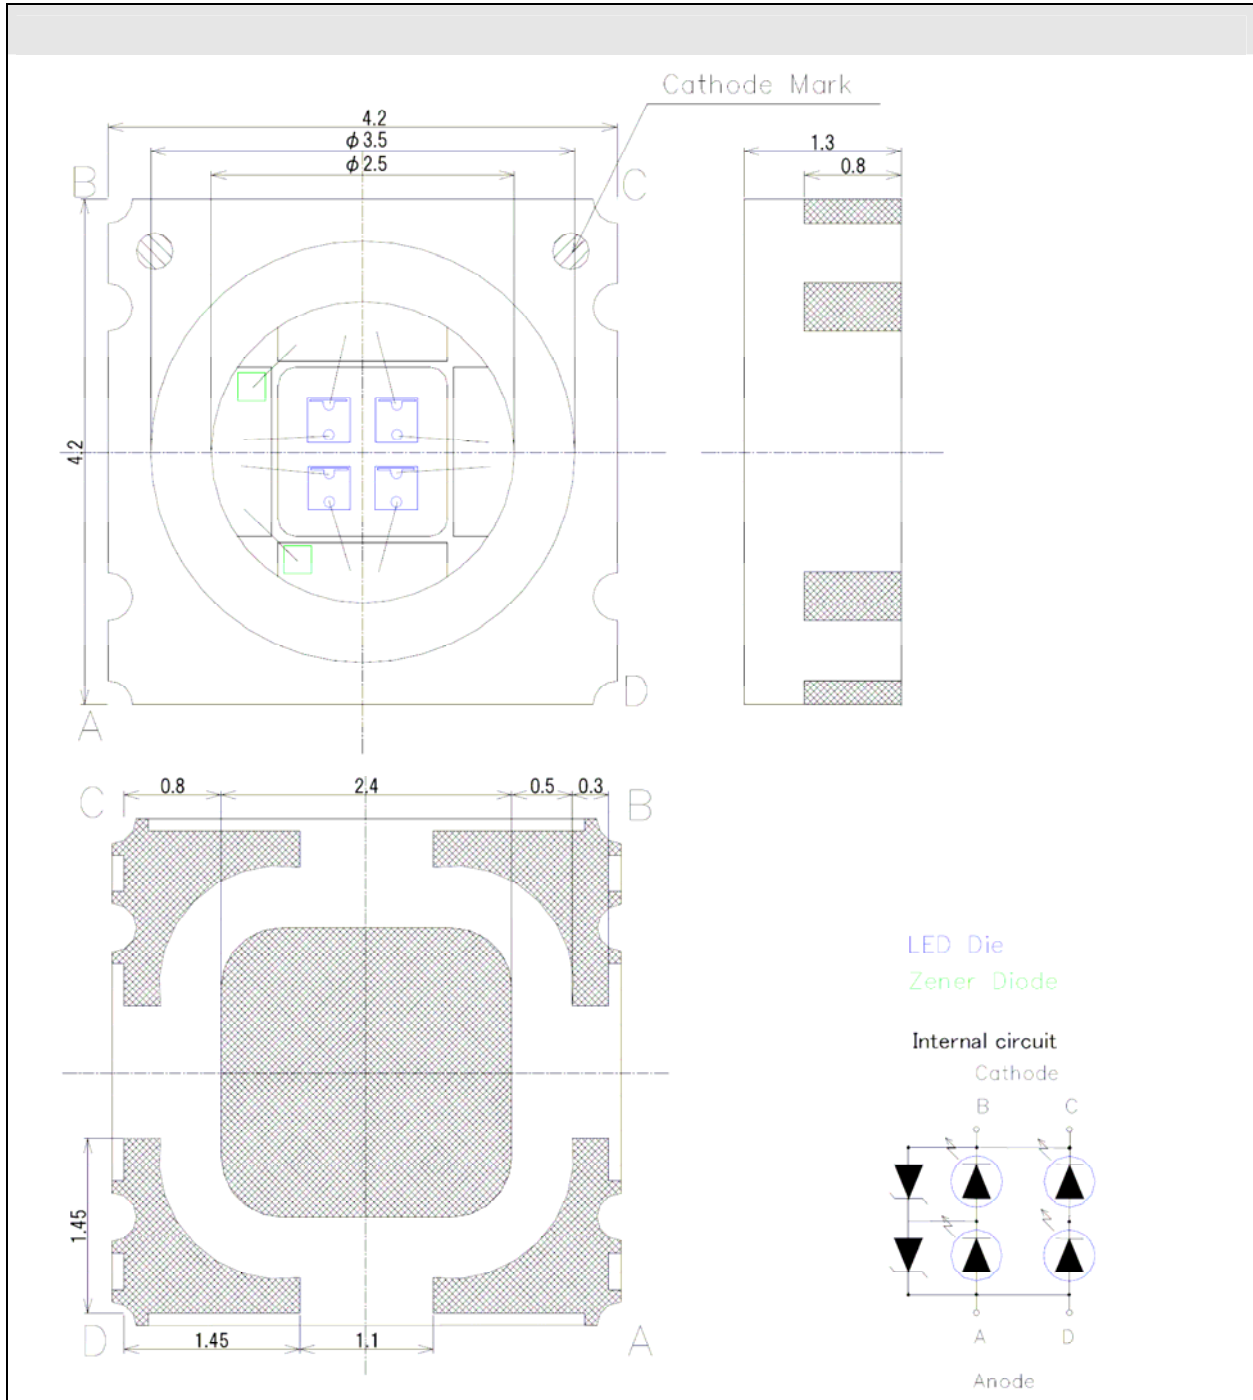 Cathode Mark
4.2
φ3.5
φ2.5
B
C
4.2
A
D
1.3
0.8
C
0.8
2.4
0.5
0.3
B
1.45
D
1.45
1.1
A
LED Die
Zener Diode
Internal circuit
Cathode
B C
A D
Anode